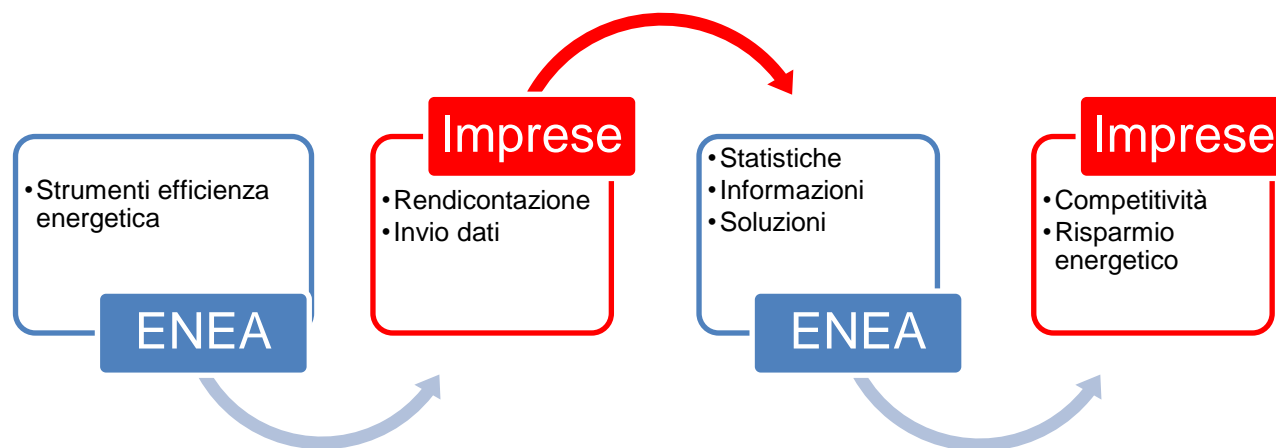 •Strumenti efficienza
energetica
ENEA
Imprese
•Rendicontazione
•Invio dati
•Statistiche
•Informazioni
•Soluzioni
ENEA
Imprese
•Competitività
•Risparmio
energetico